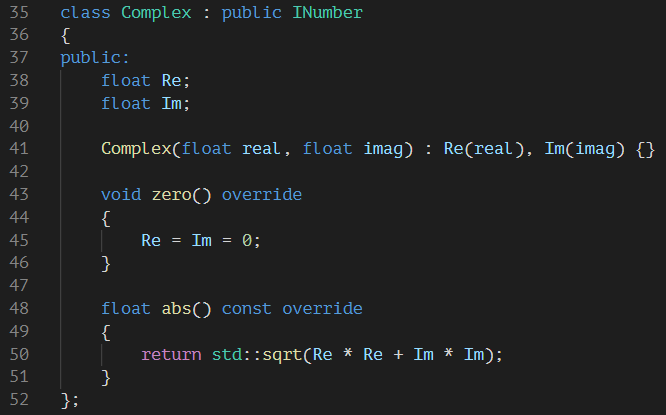 35 class Complex : public INumber
36 {
37 public:
38     float Re;
39     float Im;
40
41     Complex(float real, float imag) : Re(real), Im(imag) {}
42
43     void zero() override
44     {
45         Re = Im = 0;
46     }
47
48     float abs() const override
49     {
50         return std::sqrt(Re * Re + Im * Im);
51     }
52 };